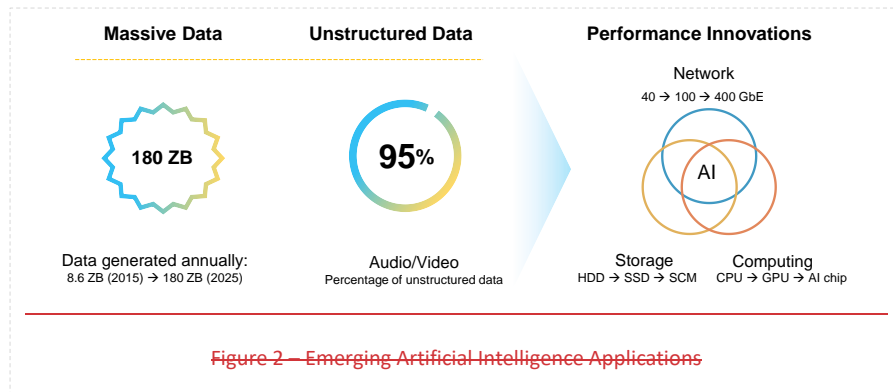 Massive Data
Unstructured Data
Performance Innovations
180 ZB
95%
Network
40 → 100 → 400 GbE
AI
Data generated annually:
8.6 ZB (2015) → 180 ZB (2025)
Audio/Video
Percentage of unstructured data
Storage
HDD → SSD → SCM
Computing
CPU → GPU → AI chip
Figure 2 – Emerging Artificial Intelligence Applications